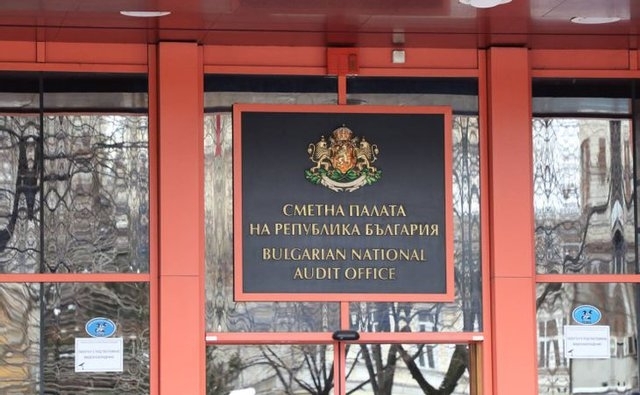 СМЕТНА ПАЛАТА
НА РЕПУБЛИКА БЪЛГАРИЯ
BULGARIAN NATIONAL
AUDIT OFFICE